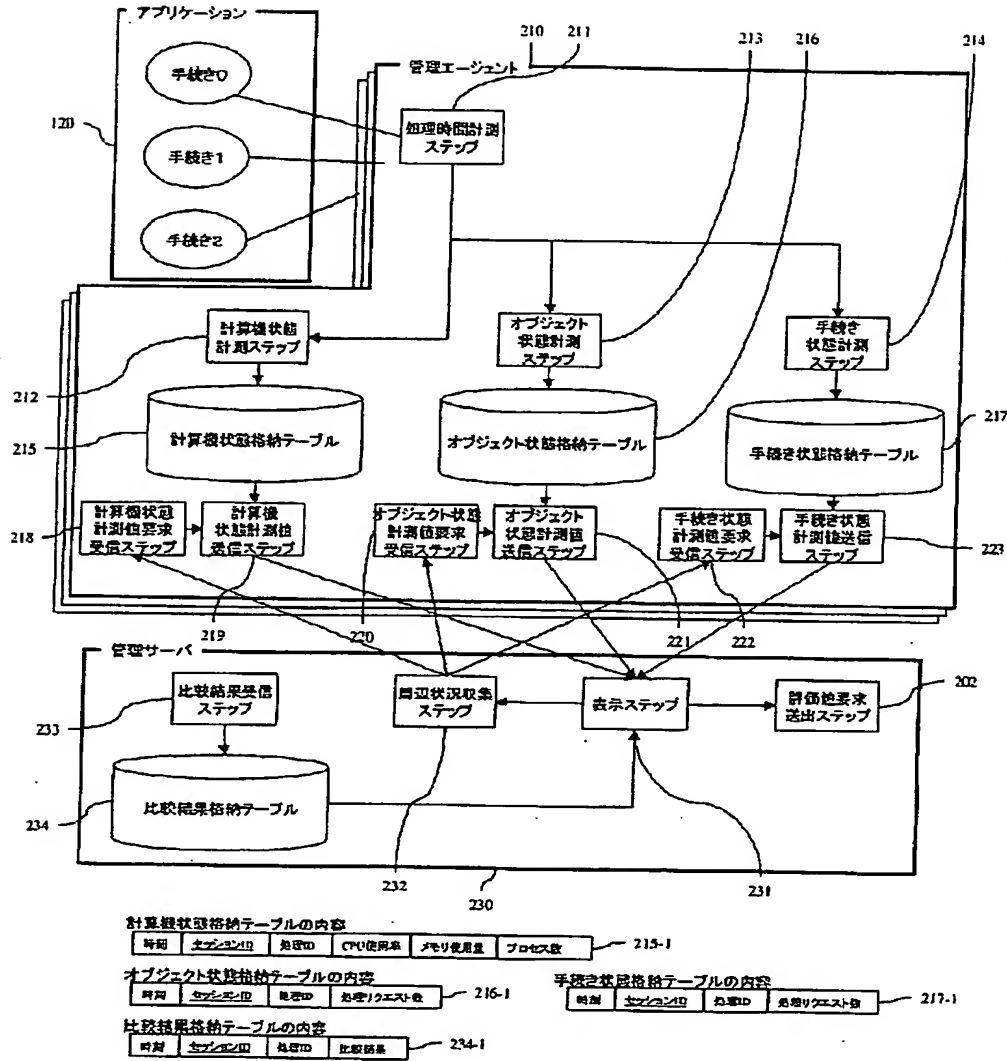 アプリケーション
手続き0
手続き1
手続き2
120
210
211
213
216
214
管理エージェント
処理時間計測
ステップ
計算機状態
計測ステップ
オブジェクト
状態計測
ステップ
手続き
状態計測
ステップ
212
215
計算機状態格納テーブル
オブジェクト状態格納テーブル
手続き状態格納テーブル
217
218
計算機状態
計測値要求
受信ステップ
計算機
状態計測値
送信ステップ
オブジェクト状態
計測値要求
受信ステップ
オブジェクト
状態計測値
送信ステップ
手続き状態
計測値要求
受信ステップ
手続き状態
計測値送信
ステップ
223
219
220
221
222
管理サーバ
233
比較結果受信
ステップ
周辺状況収集
ステップ
表示ステップ
評価値要求
送出ステップ
202
234
比較結果格納テーブル
232
230
231
計算機状態格納テーブルの内容
時刻 セッションID 処理ID CPU使用率 メモリ使用量 プロセス数
215-1
オブジェクト状態格納テーブルの内容
時刻 セッションID 処理ID 処理リクエスト数
216-1
手続き状態格納テーブルの内容
時刻 セッションID 処理ID 処理リクエスト数
217-1
比較結果格納テーブルの内容
時刻 セッションID 処理ID 比較結果
234-1